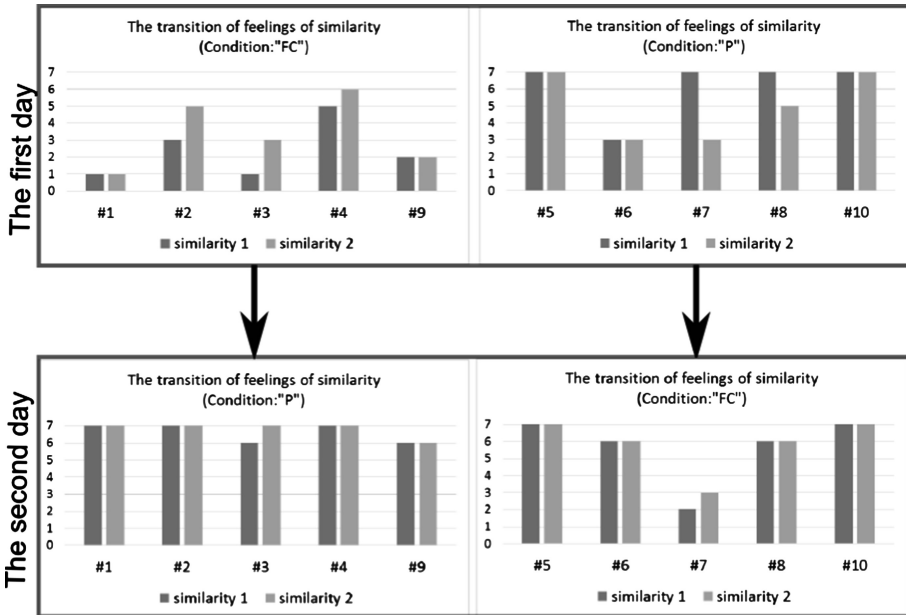 The first day
The transition of feelings of similarity
(Condition:"FC")
7
6
5
4
3
2
1
0
#1 #2 #3 #4 #9
similarity 1 similarity 2
The transition of feelings of similarity
(Condition:"P")
7
6
5
4
3
2
1
0
#5 #6 #7 #8 #10
similarity 1 similarity 2
The second day
The transition of feelings of similarity
(Condition:"P")
7
6
5
4
3
2
1
0
#1 #2 #3 #4 #9
similarity 1 similarity 2
The transition of feelings of similarity
(Condition:"FC")
7
6
5
4
3
2
1
0
#5 #6 #7 #8 #10
similarity 1 similarity 2